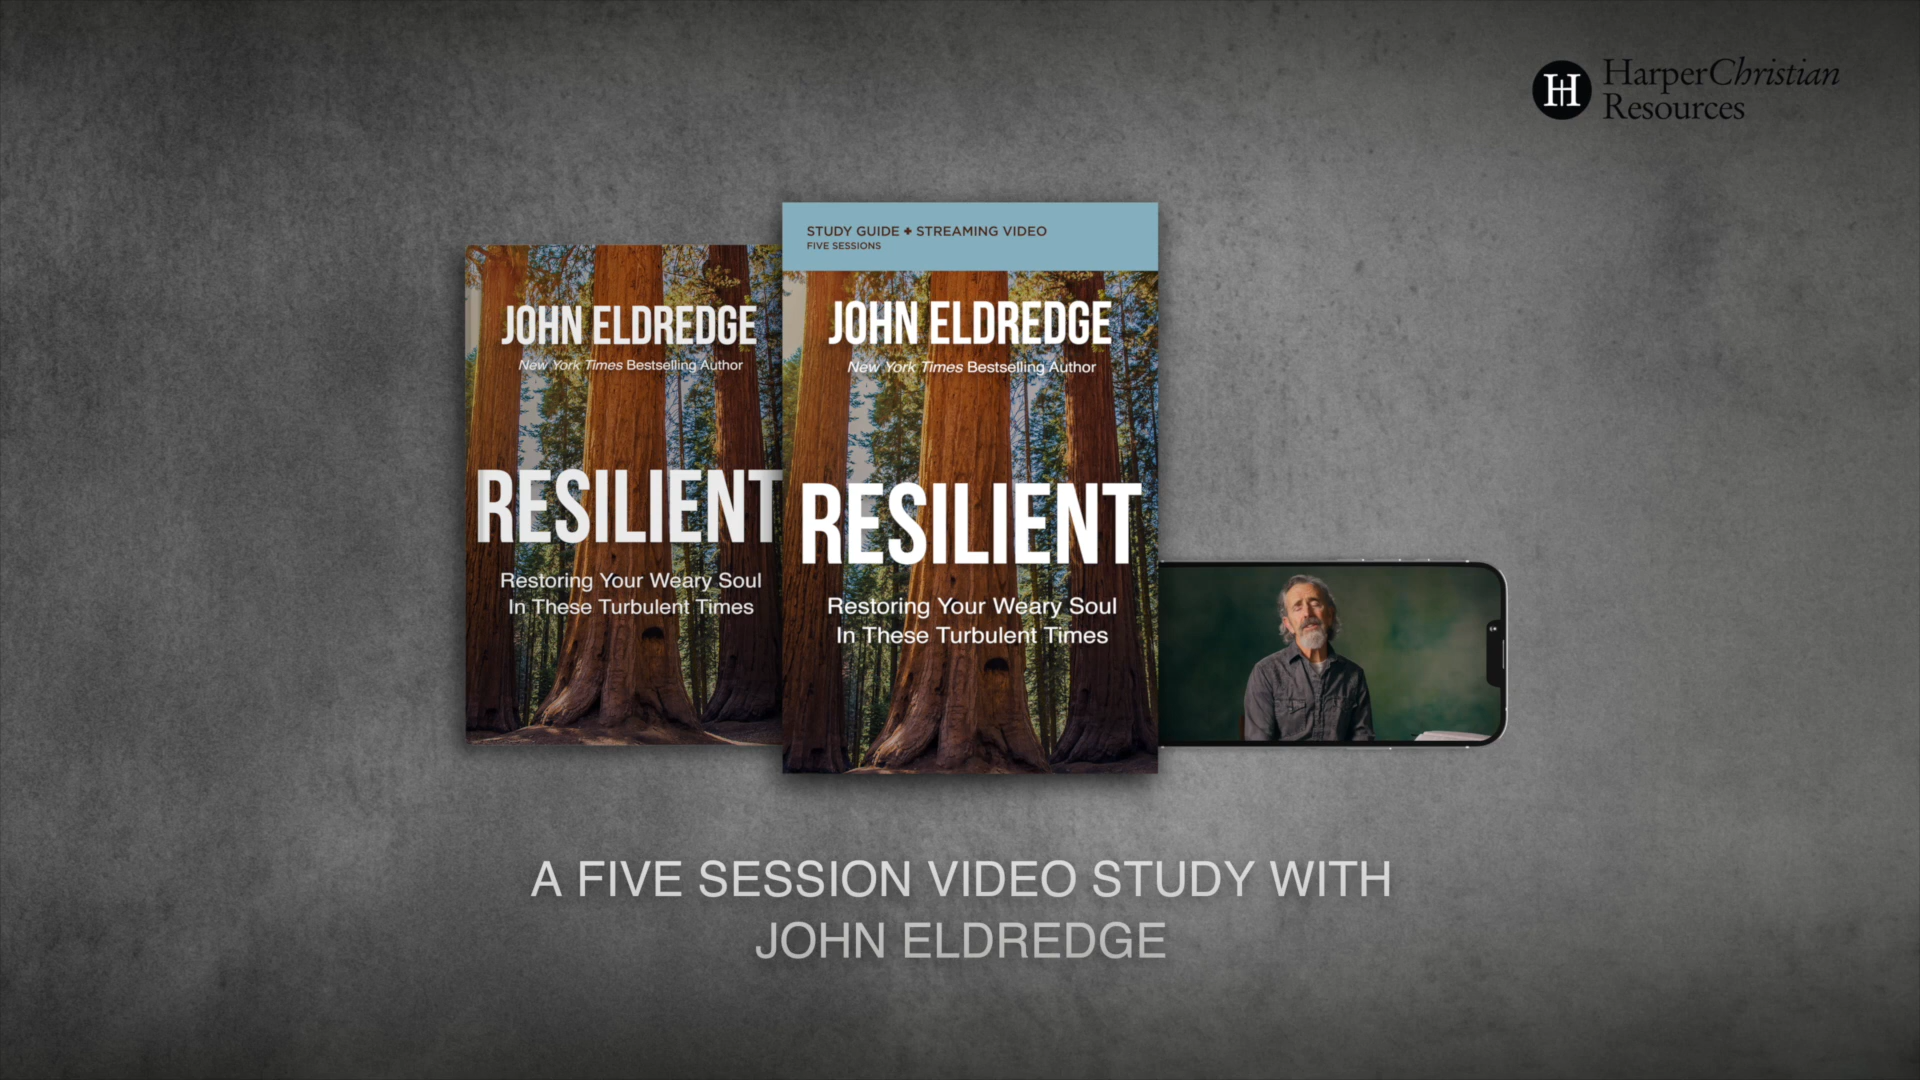 HarperChristian
Resources
JOHN ELDREDGE
New York Times Bestselling Author
RESILIENT
Restoring Your Weary Soul
In These Turbulent Times
STUDY GUIDE + STREAMING VIDEO
FIVE SESSIONS
JOHN ELDREDGE
New York Times Bestselling Author
RESILIENT
Restoring Your Weary Soul
In These Turbulent Times
A FIVE SESSION VIDEO STUDY WITH
JOHN ELDREDGE